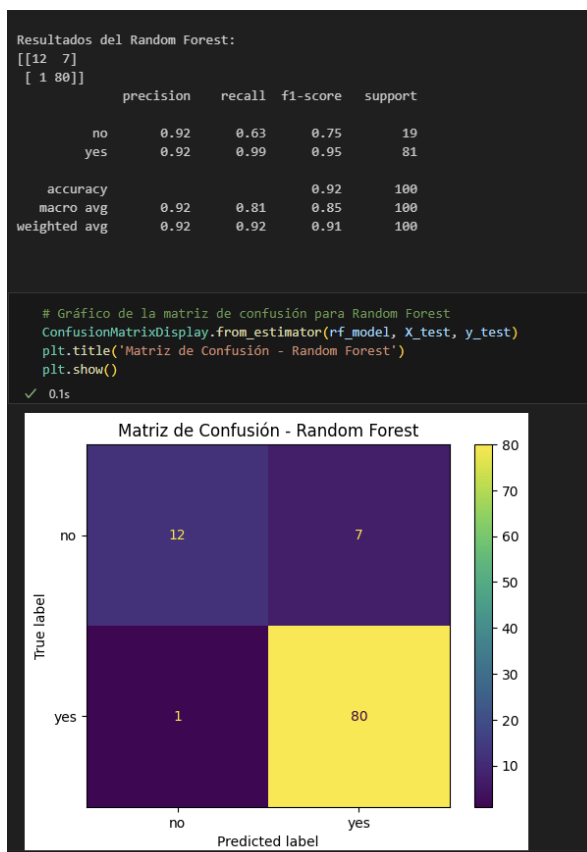 Resultados del Random Forest:
[[12  7]
 [ 1 80]]
              precision    recall  f1-score   support
          no       0.92      0.63      0.75        19
         yes       0.92      0.99      0.95        81
    accuracy                           0.92       100
   macro avg       0.92      0.81      0.85       100
weighted avg       0.92      0.92      0.91       100
# Gráfico de la matriz de confusión para Random Forest
ConfusionMatrixDisplay.from_estimator(rf_model, X_test, y_test)
plt.title('Matriz de Confusión - Random Forest')
plt.show()
✓ 0.1s
Matriz de Confusión - Random Forest
80
70
no 12 7
60
50
True label
40
30
yes 1 80
20
10
no yes
Predicted label